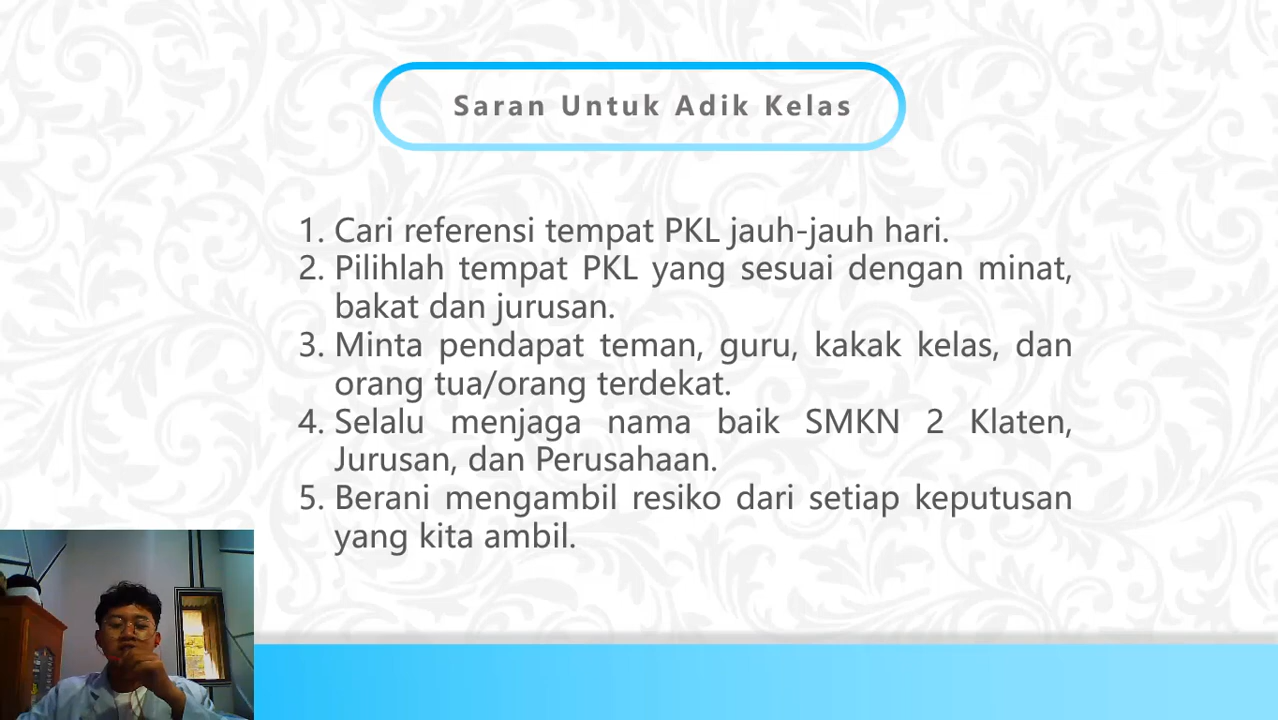 Saran Untuk Adik Kelas
1. Cari referensi tempat PKL jauh-jauh hari.
2. Pilihlah tempat PKL yang sesuai dengan minat,
bakat dan jurusan.
3. Minta pendapat teman, guru, kakak kelas, dan
orang tua/orang terdekat.
4. Selalu menjaga nama baik SMKN 2 Klaten,
Jurusan, dan Perusahaan.
5. Berani mengambil resiko dari setiap keputusan
yang kita ambil.